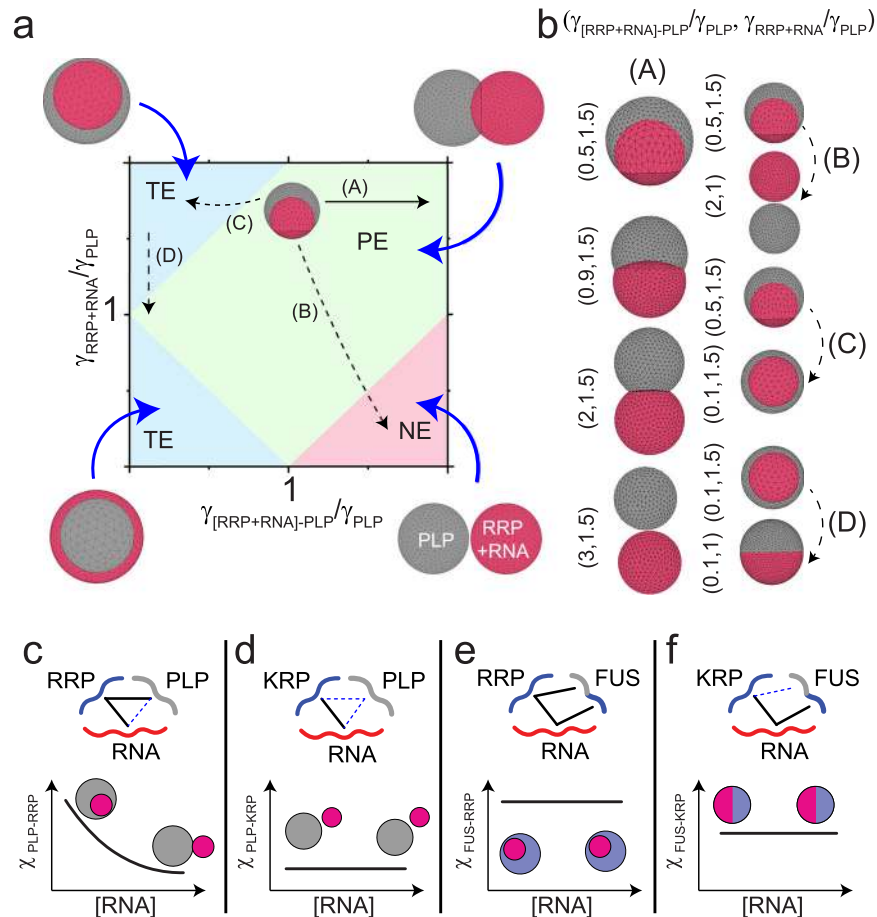 a
TE
(A)
(C)
PE
(D)
(B)
γRRP+RNA/γPLP
1
TE
NE
1
γ[RRP+RNA]-PLP/γPLP
PLP
RRP
+RNA
b (γ[RRP+RNA]-PLP/γPLP, γRRP+RNA/γPLP)
(A)
(0.5,1.5)
(0.9,1.5)
(2,1.5)
(3,1.5)
(0.5,1.5)
(B)
(2,1)
(0.5,1.5)
(C)
(0.1,1.5)
(0.1,1.5)
(D)
(0.1,1)
c
RRP PLP
RNA
χPLP-RRP
[RNA]
d
KRP PLP
RNA
χPLP-KRP
[RNA]
e
RRP FUS
RNA
χFUS-RRP
[RNA]
f
KRP FUS
RNA
χFUS-KRP
[RNA]